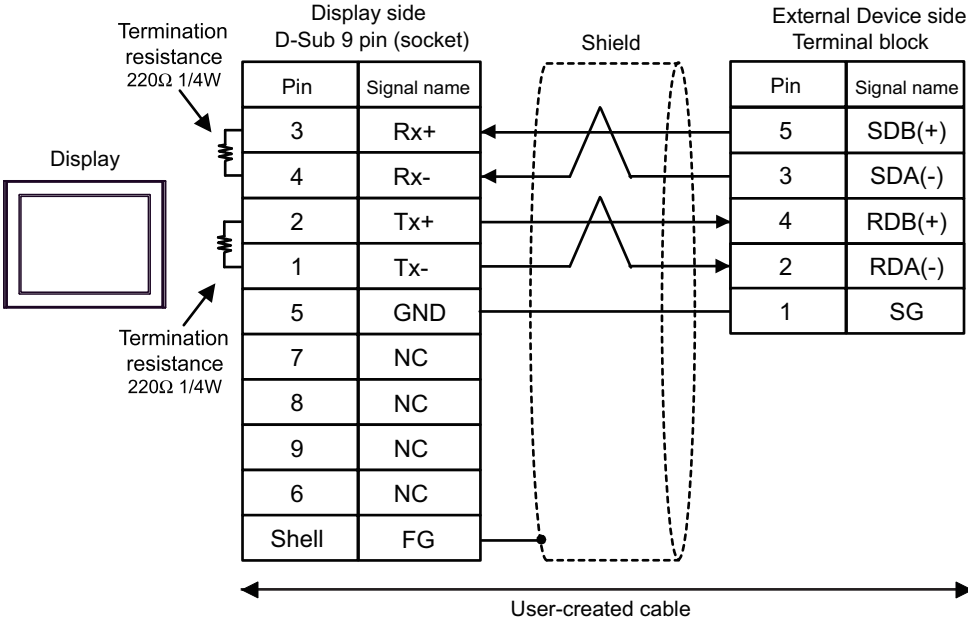 Display side
D-Sub 9 pin (socket)
External Device side
Terminal block
Termination
resistance
220Ω 1/4W
Shield
Display
Pin Signal name
3 Rx+
4 Rx-
2 Tx+
1 Tx-
5 GND
7 NC
8 NC
9 NC
6 NC
Shell FG
Pin Signal name
5 SDB(+)
3 SDA(-)
4 RDB(+)
2 RDA(-)
1 SG
Termination
resistance
220Ω 1/4W
User-created cable